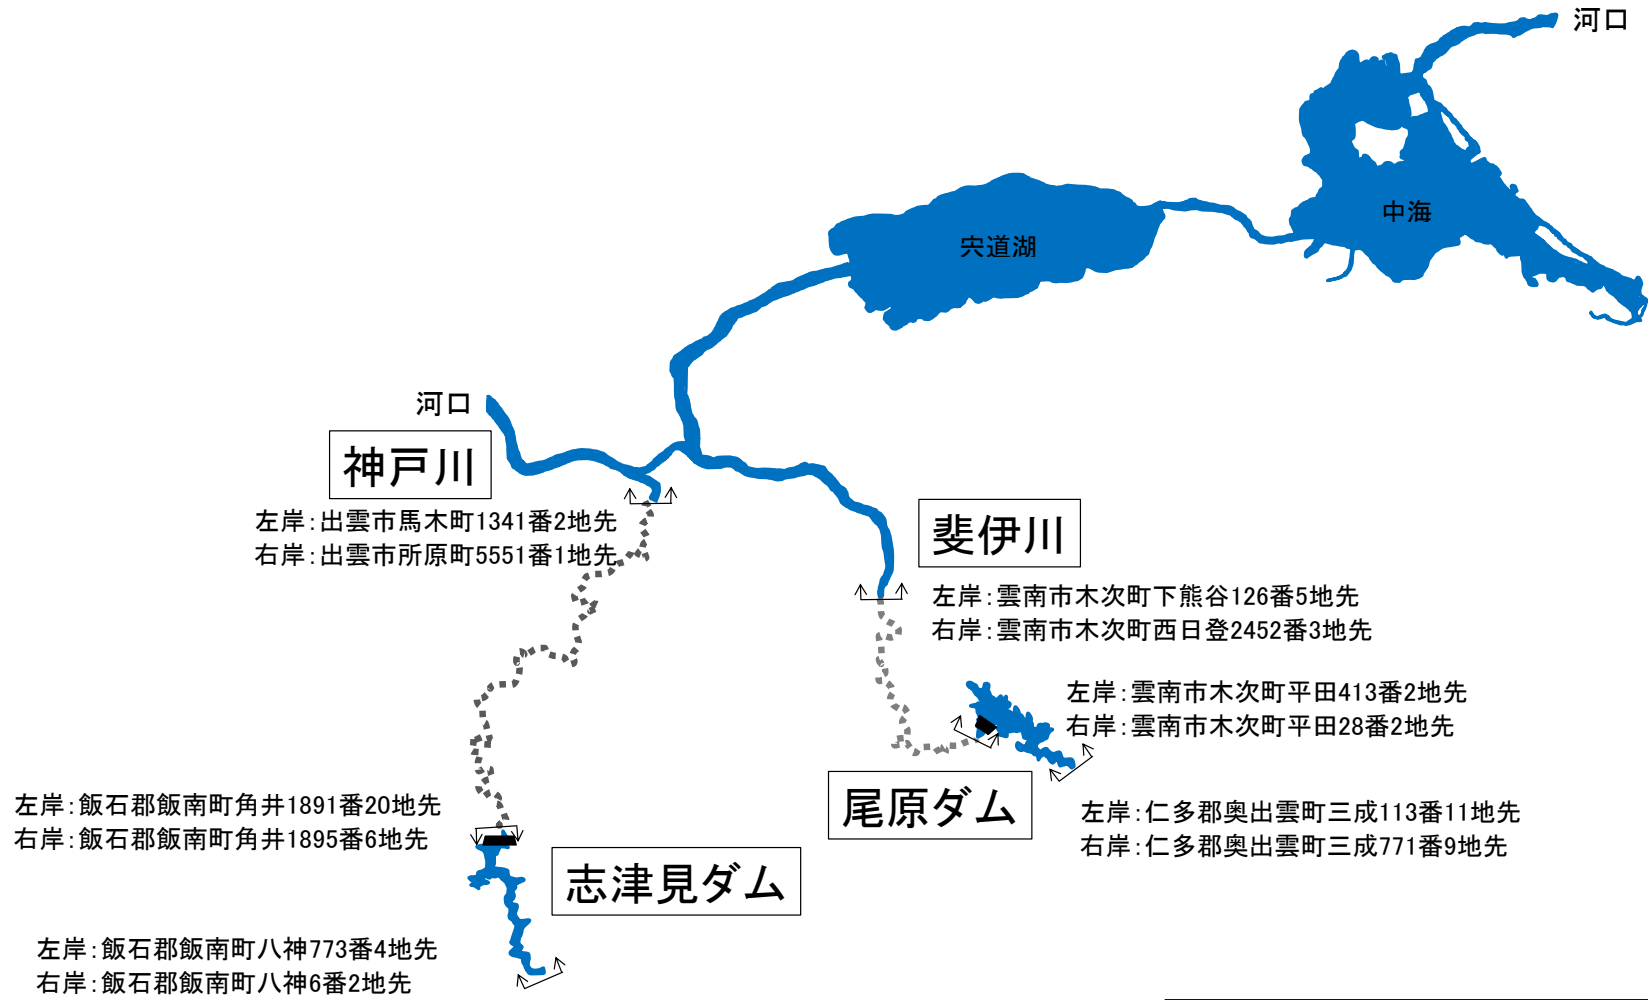 河口
中海
宍道湖
河口
神戸川
左岸:出雲市馬木町1341番2地先
右岸:出雲市所原町5551番1地先
斐伊川
左岸:雲南市木次町下熊谷126番5地先
右岸:雲南市木次町西日登2452番3地先
左岸:雲南市木次町平田413番2地先
右岸:雲南市木次町平田28番2地先
尾原ダム
左岸:仁多郡奥出雲町三成113番11地先
右岸:仁多郡奥出雲町三成771番9地先
左岸:飯石郡飯南町角井1891番20地先
右岸:飯石郡飯南町角井1895番6地先
志津見ダム
左岸:飯石郡飯南町八神773番4地先
右岸:飯石郡飯南町八神6番2地先